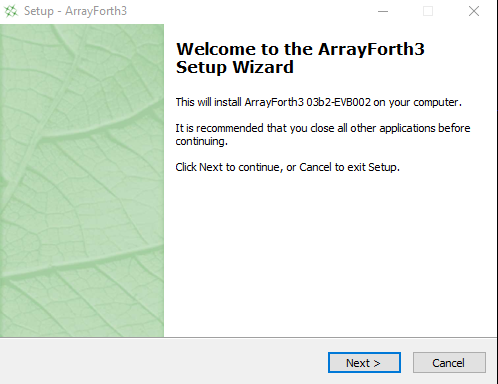 Setup - ArrayForth3
Welcome to the ArrayForth3
Setup Wizard
This will install ArrayForth3 03b2-EVB002 on your computer.
It is recommended that you close all other applications before
continuing.
Click Next to continue, or Cancel to exit Setup.
Next >
Cancel